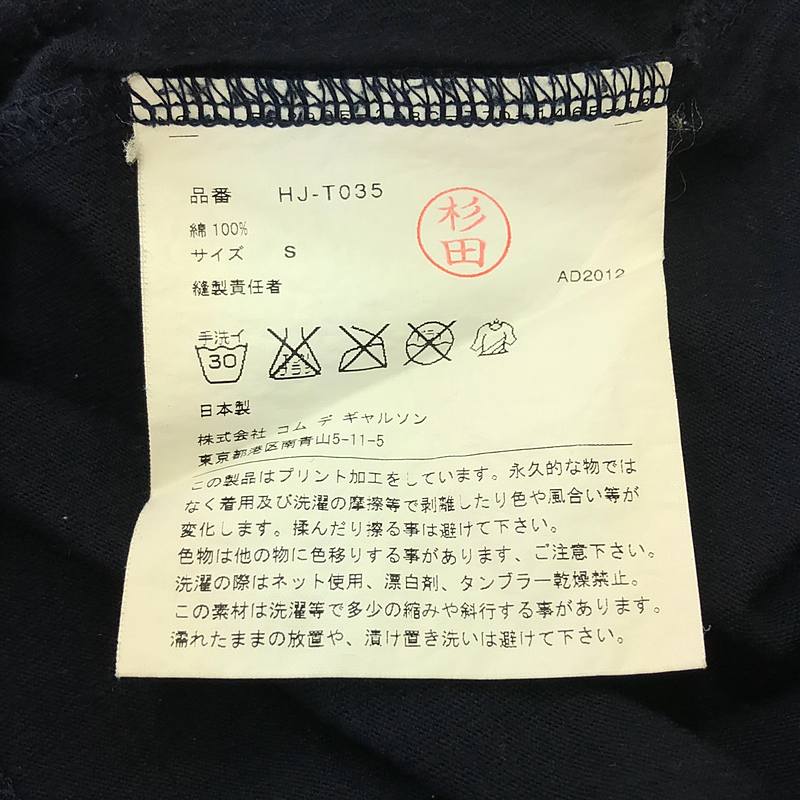 品番 HJ-T035
綿 100%
サイズ S
杉田
縫製責任者
AD2012
手洗イ
30
エンソ
サラシ
日本製
株式会社 コム デ ギャルソン
東京都港区南青山5-11-5
この製品はプリント加工をしています。永久的な物では
なく着用及び洗濯の摩擦等で剥離したり色や風合い等が
変化します。揉んだり擦る事は避けて下さい。
色物は他の物に色移りする事があります、ご注意下さい。
洗濯の際はネット使用、漂白剤、タンブラー乾燥禁止。
この素材は洗濯等で多少の縮みや斜行する事があります。
濡れたままの放置や、漬け置き洗いは避けて下さい。